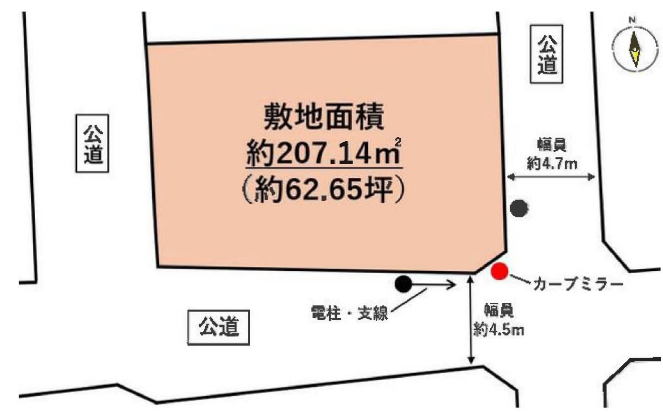 N
公道
公道
敷地面積
約207.14㎡
(約62.65坪)
幅員
約4.7m
カーブミラー
電柱・支線
幅員
約4.5m
公道